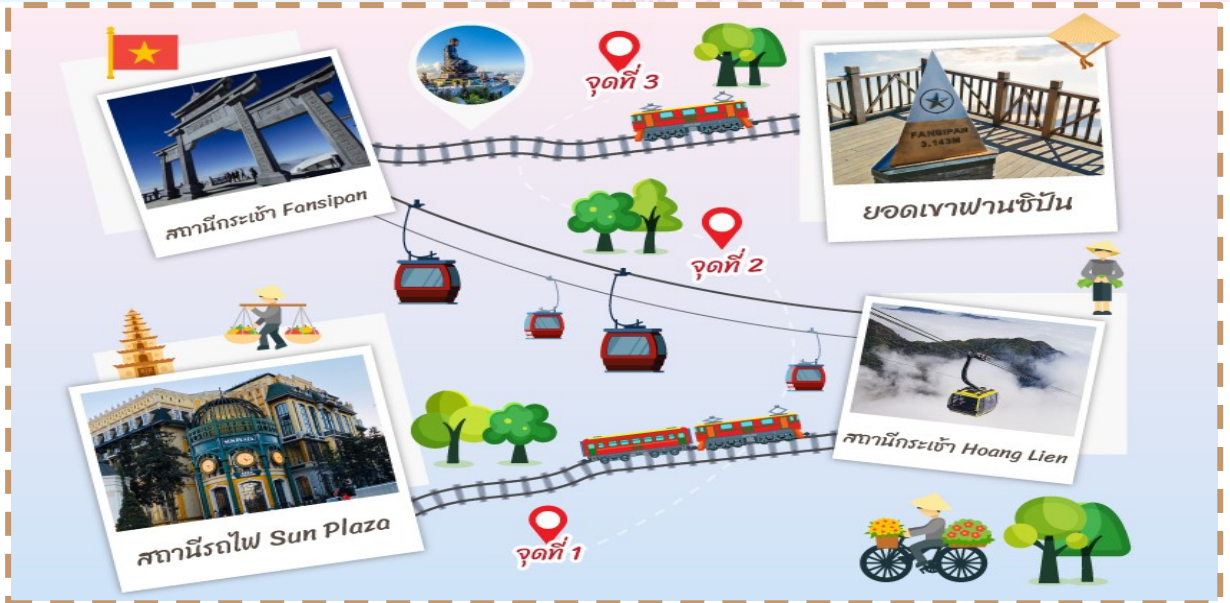 จุดที่ 3
FANSIPAN
3.143M
สถานีกระเช้า Fansipan
ยอดเขาฟานซิปัน
จุดที่ 2
SUN PLAZA
สถานีกระเช้า Hoang Lien
สถานีรถไฟ Sun Plaza
จุดที่ 1